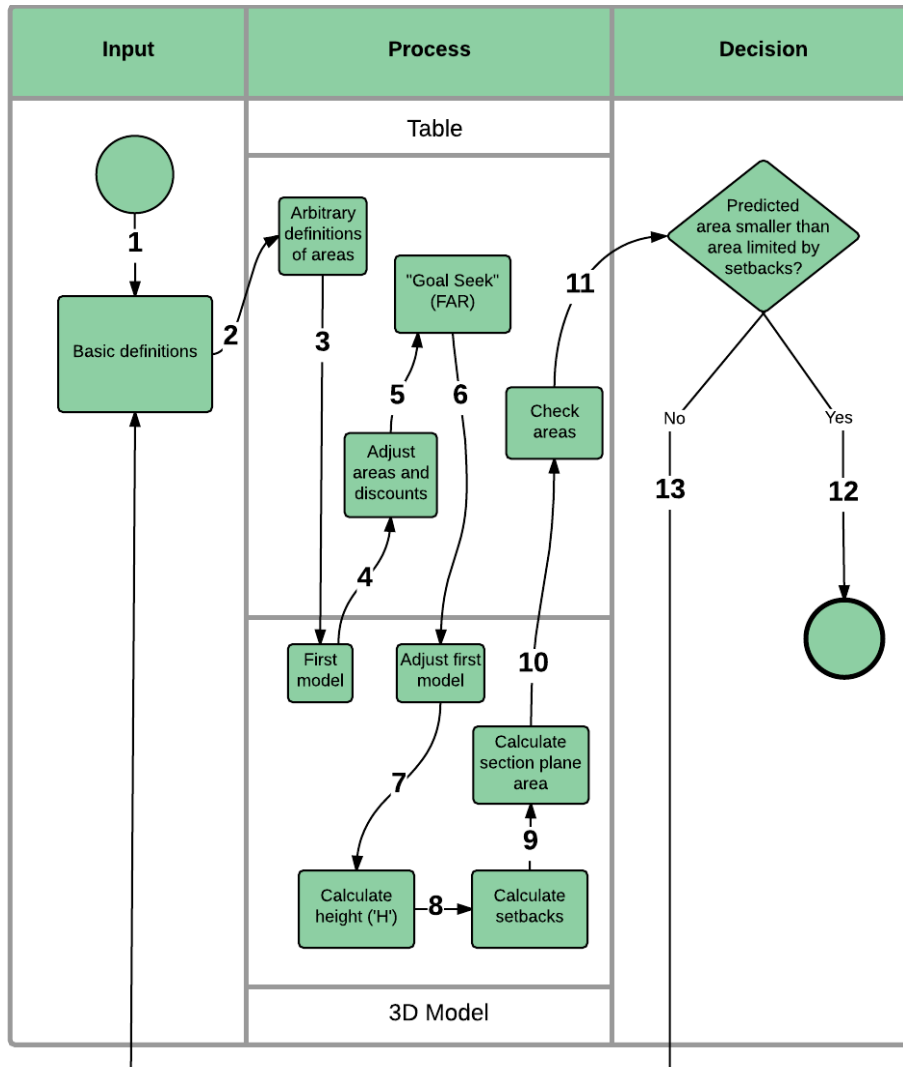 Input
Process
Decision
Table
1
Basic definitions
2
Arbitrary
definitions
of areas
3
"Goal Seek"
(FAR)
5
6
Adjust
areas and
discounts
4
11
Check
areas
Predicted
area smaller than
area limited by
setbacks?
No
Yes
13
12
First
model
Adjust first
model
10
Calculate
section plane
area
7
9
Calculate
height ('H')
8
Calculate
setbacks
3D Model